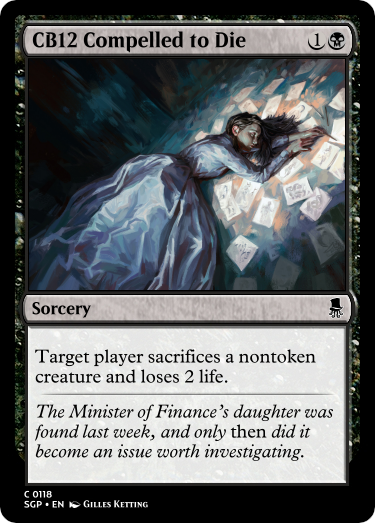 CB12 Compelled to Die 1
Sorcery
Target player sacrifices a nontoken
creature and loses 2 life.
The Minister of Finance's daughter was
found last week, and only then did it
become an issue worth investigating.
C 0118
SGP • EN Gilles Ketting